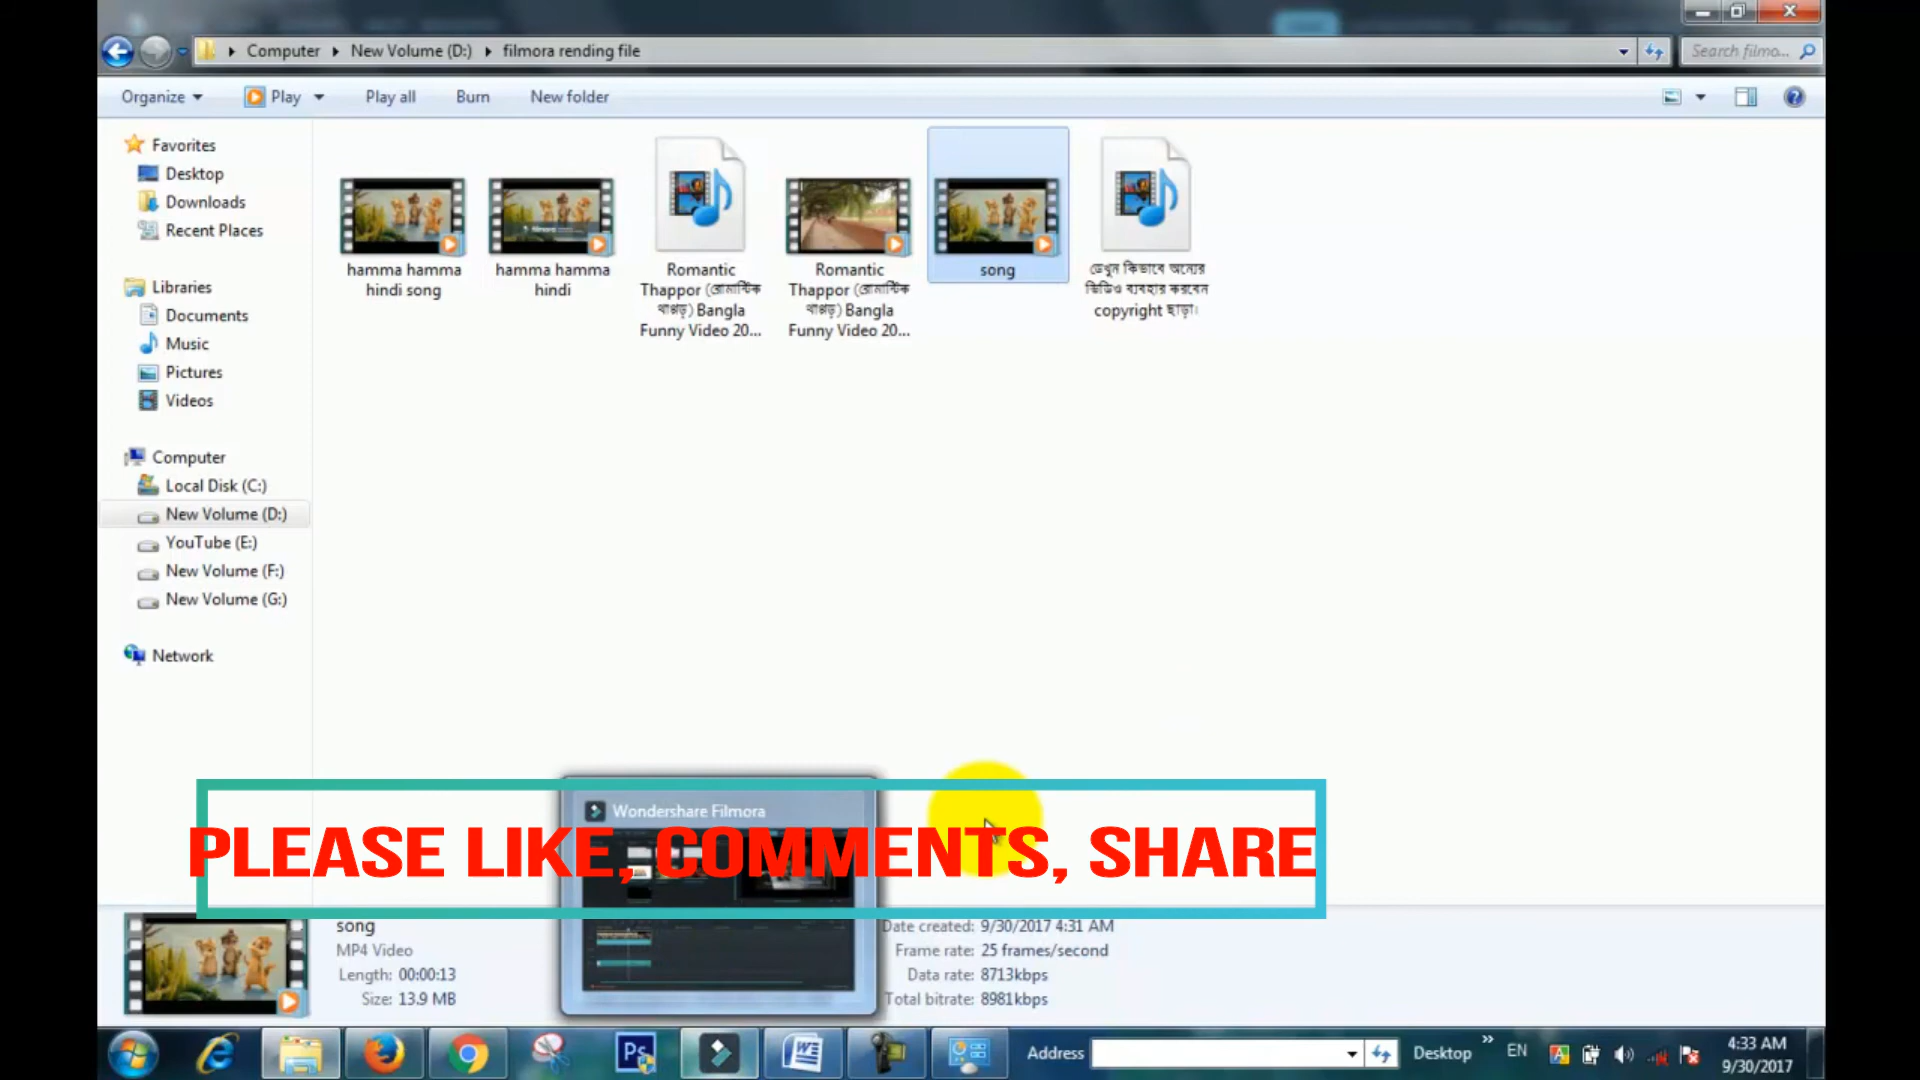 Computer New Volume (D:) filmora rending file
Search filmo...
Organize Play Play all Burn New folder
Favorites
Desktop
Downloads
Recent Places
Libraries
Documents
Music
Pictures
Videos
Computer
Local Disk (C:)
New Volume (D:)
YouTube (E:)
New Volume (F:)
New Volume (G:)
Network
hamma hamma
hindi song
hamma hamma
hindi
Romantic
Thappor (রোমান্টিক
থাপ্পড়) Bangla
Funny Video 20...
Romantic
Thappor (রোমান্টিক
থাপ্পড়) Bangla
Funny Video 20...
song
দেখুন কিভাবে অন্যের
ভিডিও ব্যবহার করবেন
copyright ছাড়া।
Wondershare Filmora
PLEASE LIKE, COMMENTS, SHARE
song
MP4 Video
Length: 00:00:13
Size: 13.9 MB
Date created: 9/30/2017 4:31 AM
Frame rate: 25 frames/second
Data rate: 8713kbps
Total bitrate: 8981kbps
Ps
Address
Desktop
EN
4:33 AM
9/30/2017